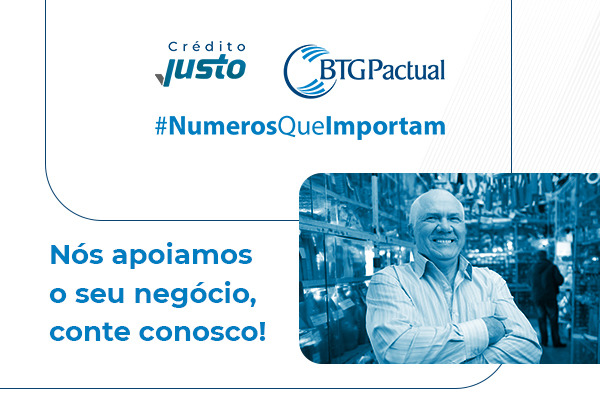 Crédito
justo
BTGPactual
#NumerosQueImportam
Nós apoiamos
o seu negócio,
conte conosco!